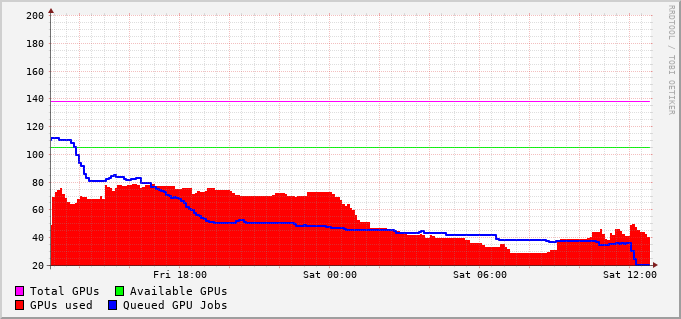 200
180
160
140
120
100
80
60
40
20
Fri 18:00 Sat 00:00 Sat 06:00 Sat 12:00
Total GPUs Available GPUs
GPUs used Queued GPU Jobs
RRDTOOL / TOBI OETIKER